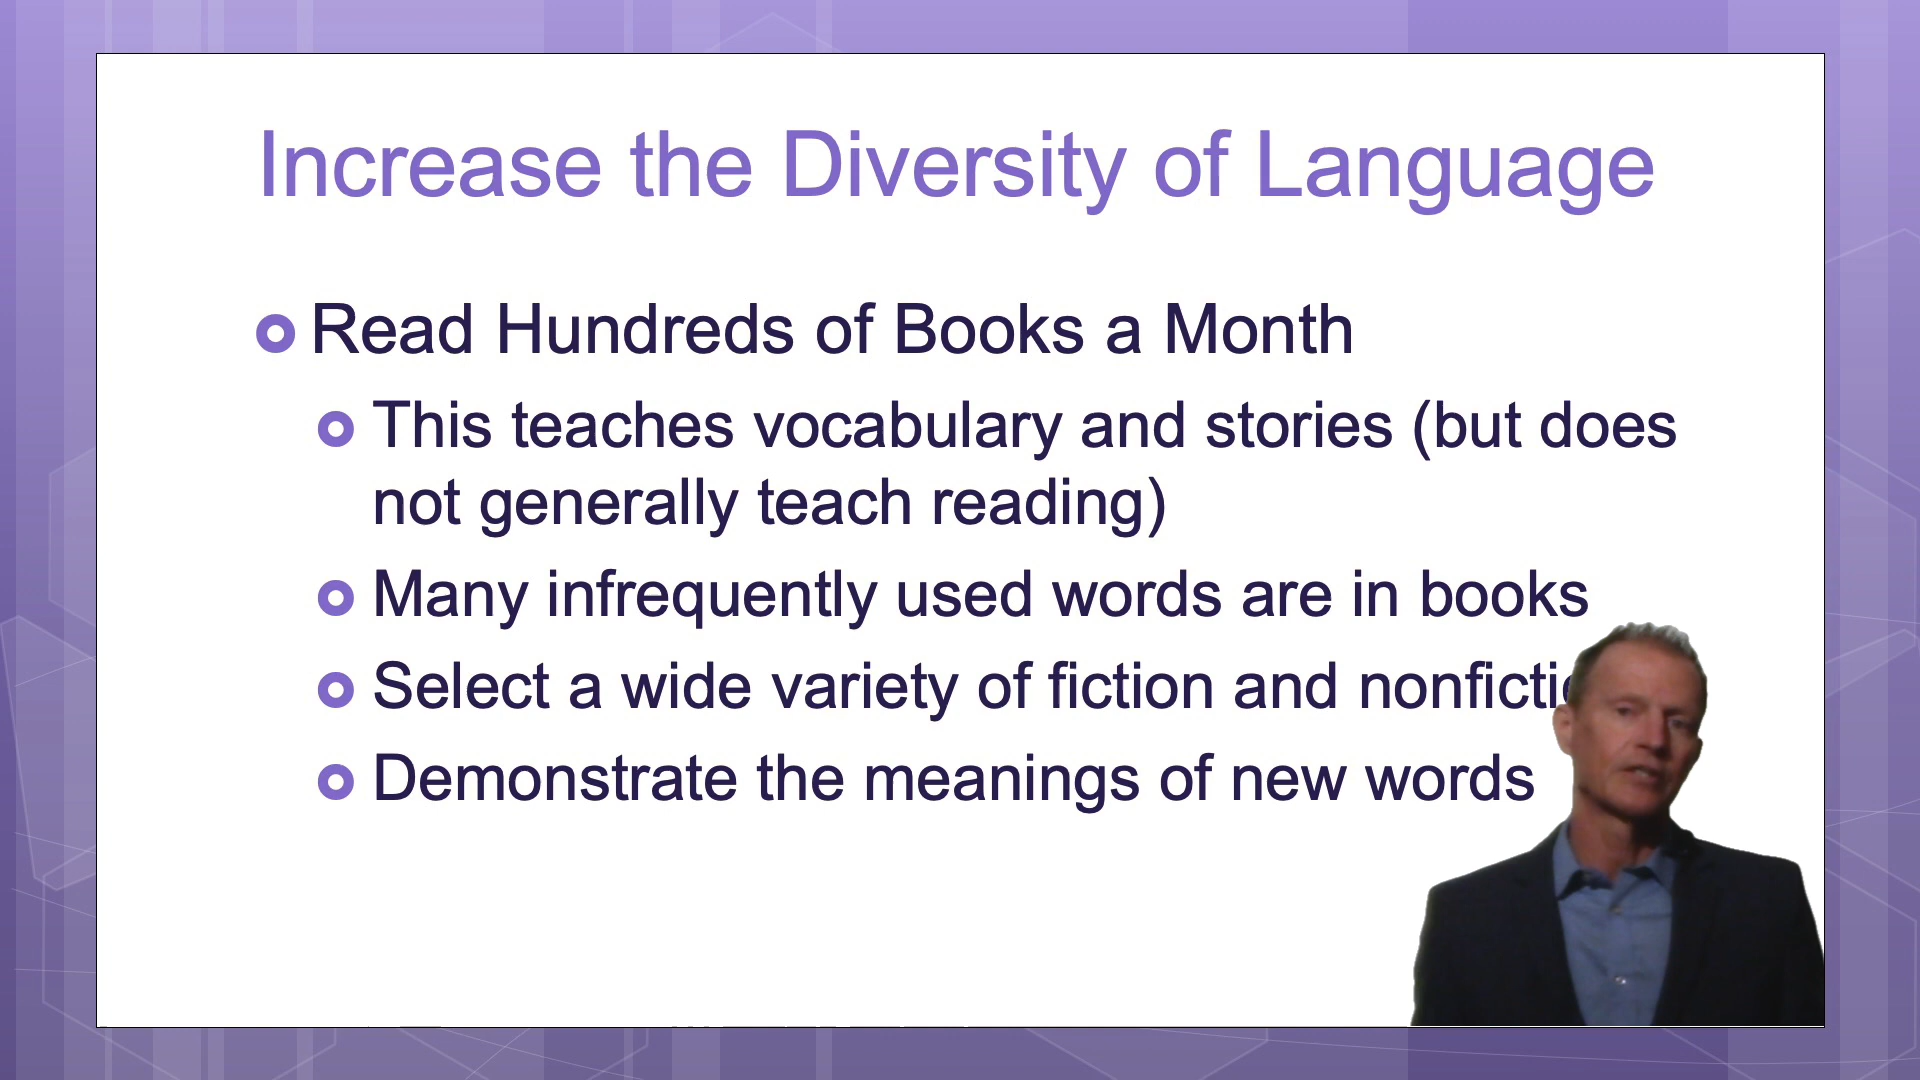 Increase the Diversity of Language
Read Hundreds of Books a Month
This teaches vocabulary and stories (but does
not generally teach reading)
Many infrequently used words are in books
Select a wide variety of fiction and
Demonstrate the meanings of new words